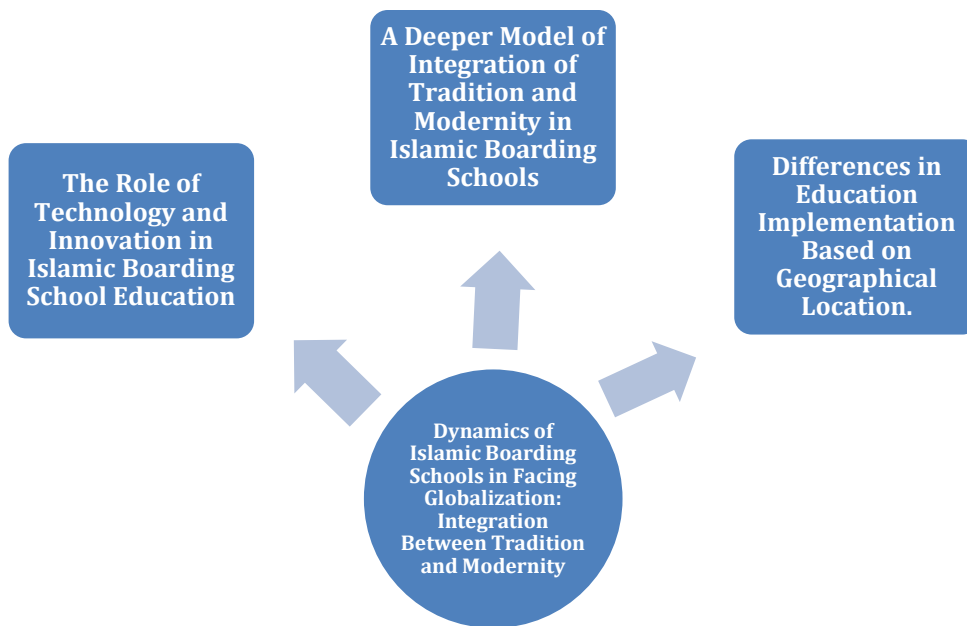 The Role of
Technology and
Innovation in
Islamic Boarding
School Education
A Deeper Model of
Integration of
Tradition and
Modernity in
Islamic Boarding
Schools
Differences in
Education
Implementation
Based on
Geographical
Location.
Dynamics of
Islamic Boarding
Schools in Facing
Globalization:
Integration
Between Tradition
and Modernity